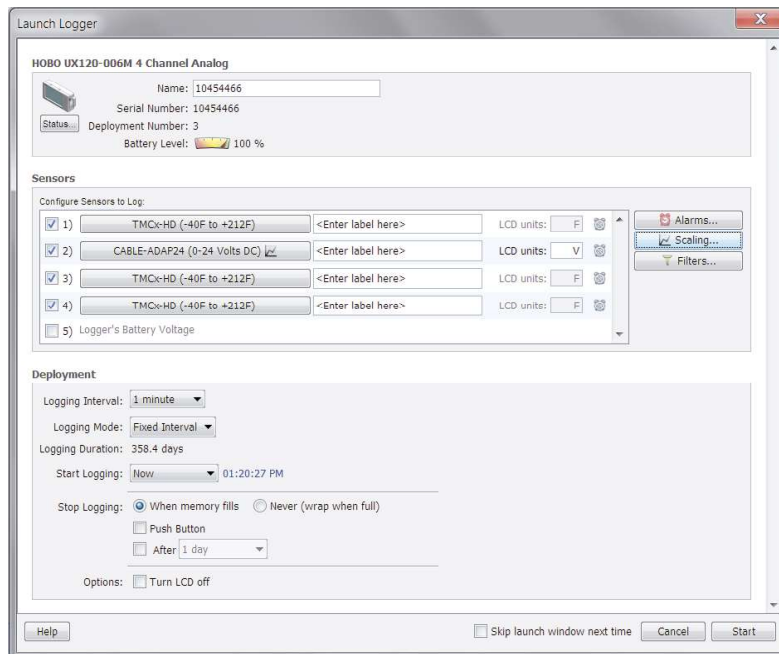 Launch Logger
HOBO UX120-006M 4 Channel Analog
Name: 10454466
Serial Number: 10454466
Status... Deployment Number: 3
Battery Level: 100 %
Sensors
Configure Sensors to Log:
1) TMCx-HD (-40F to +212F) <Enter label here> LCD units: F Alarms...
2) CABLE-ADAP24 (0-24 Volts DC) <Enter label here> LCD units: V Scaling...
3) TMCx-HD (-40F to +212F) <Enter label here> LCD units: F Filters...
4) TMCx-HD (-40F to +212F) <Enter label here> LCD units: F
5) Logger's Battery Voltage
Deployment
Logging Interval: 1 minute
Logging Mode: Fixed Interval
Logging Duration: 358.4 days
Start Logging: Now 01:20:27 PM
Stop Logging: When memory fills Never (wrap when full)
Push Button
After 1 day
Options: Turn LCD off
Help Skip launch window next time Cancel Start